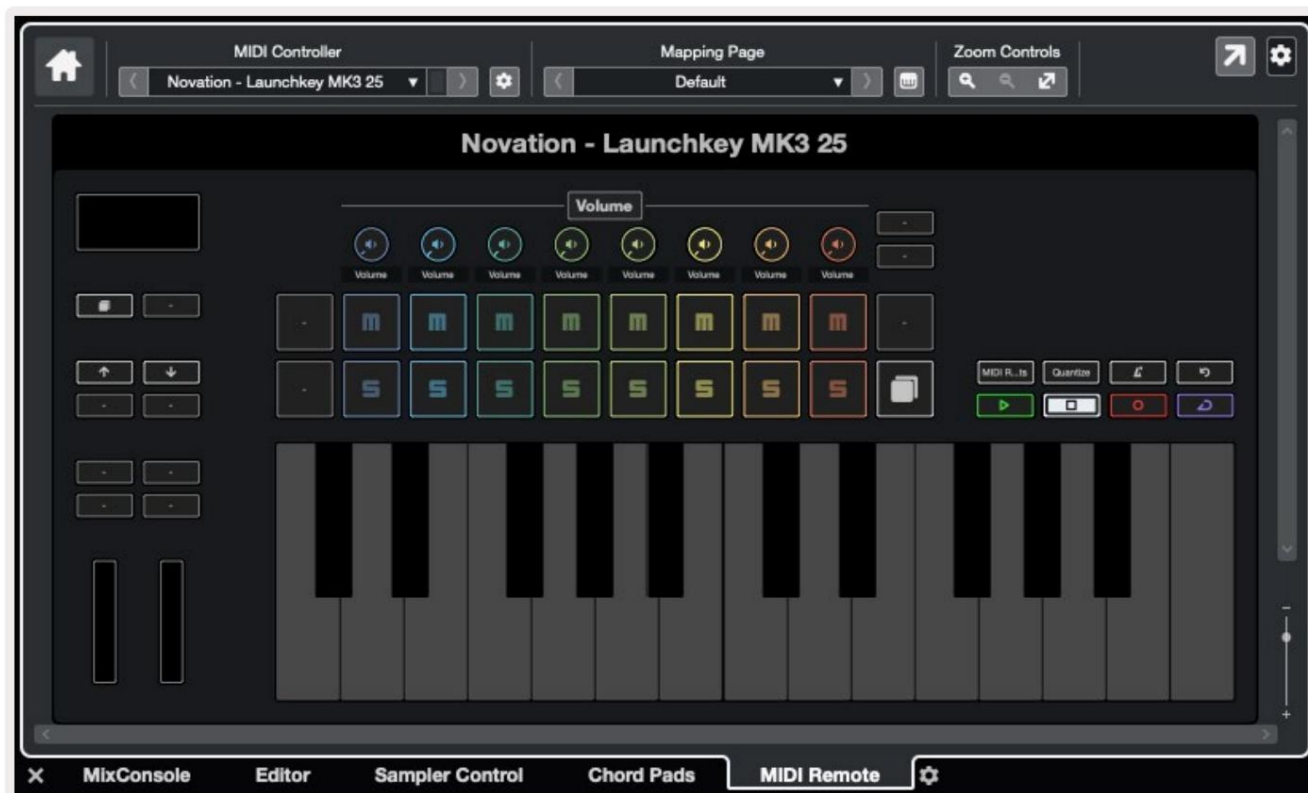 MIDI Controller Mapping Page Zoom Controls
Novation - Launchkey MK3 25 Default
Novation - Launchkey MK3 25
Volume
-
-
Volume Volume Volume Volume Volume Volume Volume Volume
-
- m m m m m m m m -
- s s s s s s s s
MIDI R...ts Quantize
- -
- -
- -
MixConsole Editor Sampler Control Chord Pads MIDI Remote